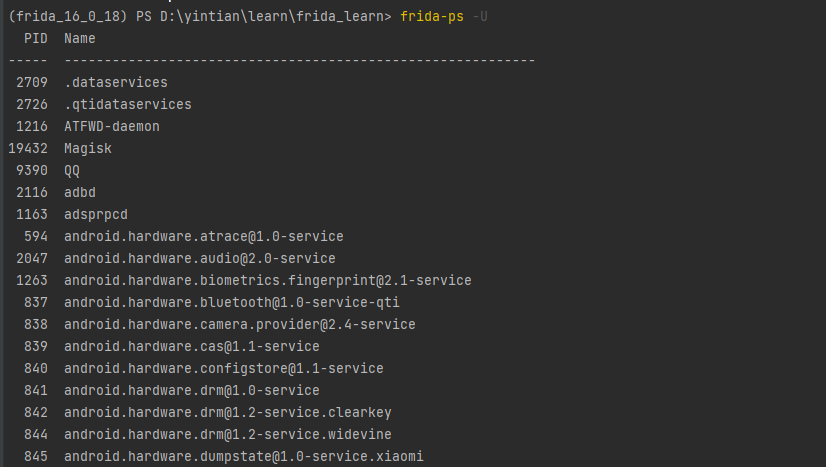 (frida_16_0_18) PS D:\yintian\learn\frida_learn> frida-ps -U
PID Name
----- -----------------------------------------------------------
2709 .dataservices
2726 .qtidataservices
1216 ATFWD-daemon
19432 Magisk
9390 QQ
2116 adbd
1163 adsprpcd
594 android.hardware.atrace@1.0-service
2047 android.hardware.audio@2.0-service
1263 android.hardware.biometrics.fingerprint@2.1-service
837 android.hardware.bluetooth@1.0-service-qti
838 android.hardware.camera.provider@2.4-service
839 android.hardware.cas@1.1-service
840 android.hardware.configstore@1.1-service
841 android.hardware.drm@1.0-service
842 android.hardware.drm@1.2-service.clearkey
844 android.hardware.drm@1.2-service.widevine
845 android.hardware.dumpstate@1.0-service.xiaomi